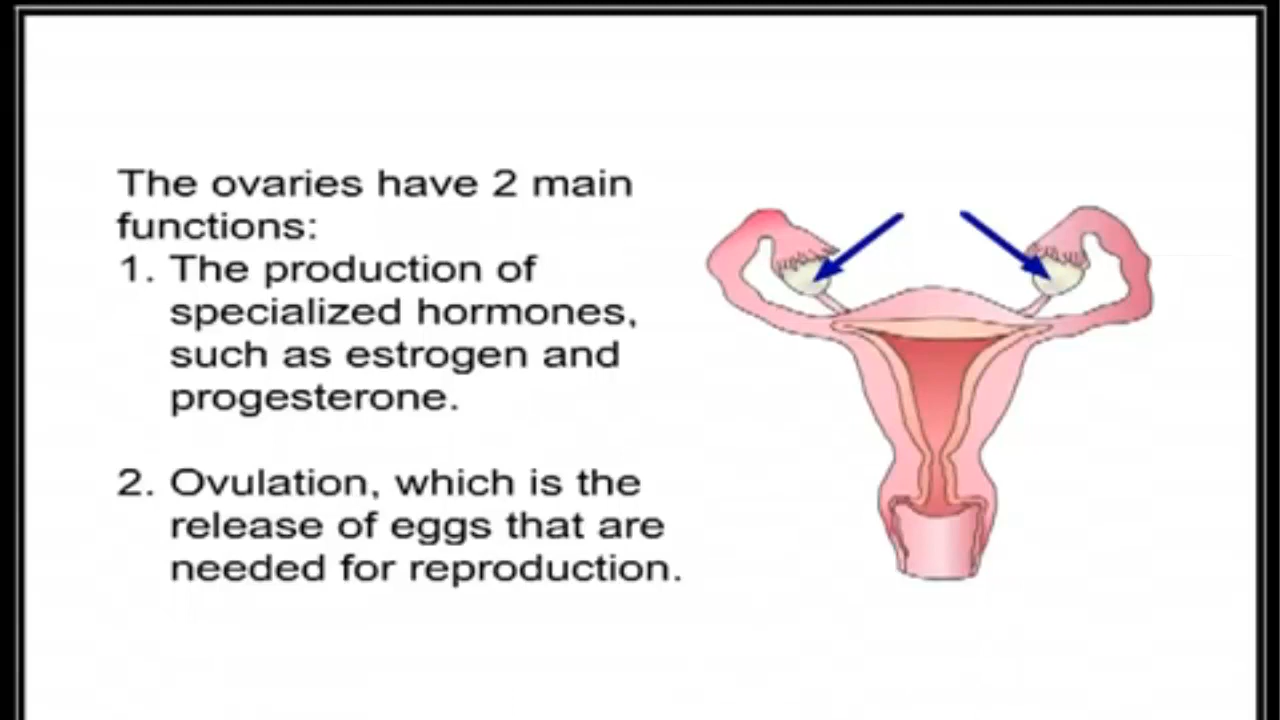 The ovaries have 2 main
functions:
1. The production of
specialized hormones,
such as estrogen and
progesterone.
2. Ovulation, which is the
release of eggs that are
needed for reproduction.